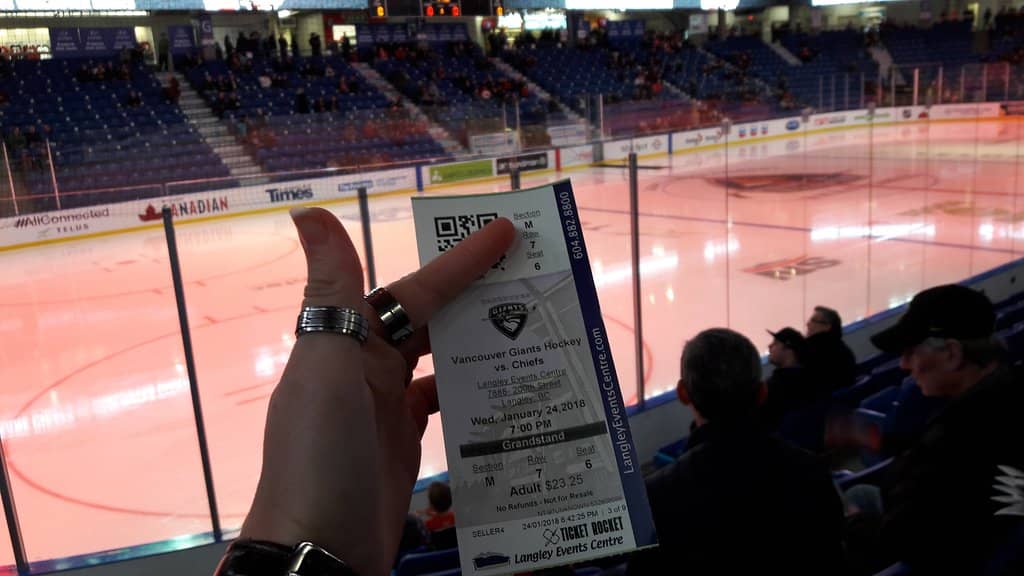 #AllConnected
TELUS
CANADIAN
Times
Section
M
Row
7
Seat
6
604.882.8800
GIANTS
Vancouver Giants Hockey
vs. Chiefs
Langley Events Centre
7888, 200th Street
Langley, BC
Wed, January 24,2018
7:00 PM
Grandstand
Section Row Seat
M 7 6
Adult $23.25
No Refunds - Not for Resale
SELLER4 24/01/2018 6:42:25 PM 3 of 9
TICKET ROCKET
Langley Events Centre
LangleyEventsCentre.com